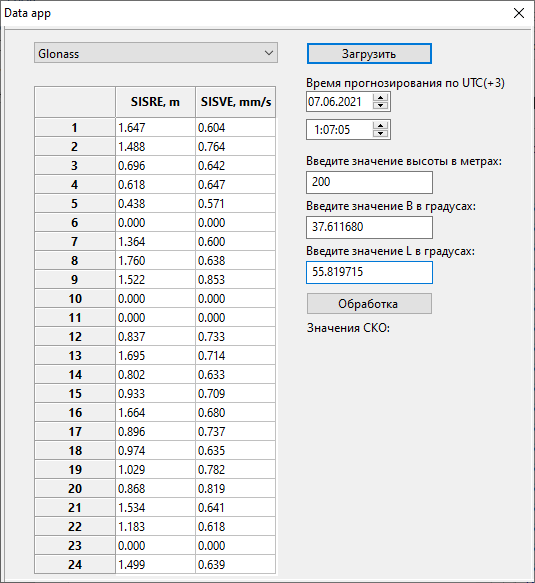 Data app
Glonass
SISRE, m SISVE, mm/s
1 1.647 0.604
2 1.488 0.764
3 0.696 0.642
4 0.618 0.647
5 0.438 0.571
6 0.000 0.000
7 1.364 0.600
8 1.760 0.638
9 1.522 0.853
10 0.000 0.000
11 0.000 0.000
12 0.837 0.733
13 1.695 0.714
14 0.802 0.633
15 0.933 0.709
16 1.664 0.680
17 0.896 0.737
18 0.974 0.635
19 1.029 0.782
20 0.868 0.819
21 1.534 0.641
22 1.183 0.618
23 0.000 0.000
24 1.499 0.639
Загрузить
Время прогнозирования по UTC(+3)
07.06.2021
1:07:05
Введите значение высоты в метрах:
200
Введите значение B в градусах:
37.611680
Введите значение L в градусах:
55.819715
Обработка
Значения СКО: